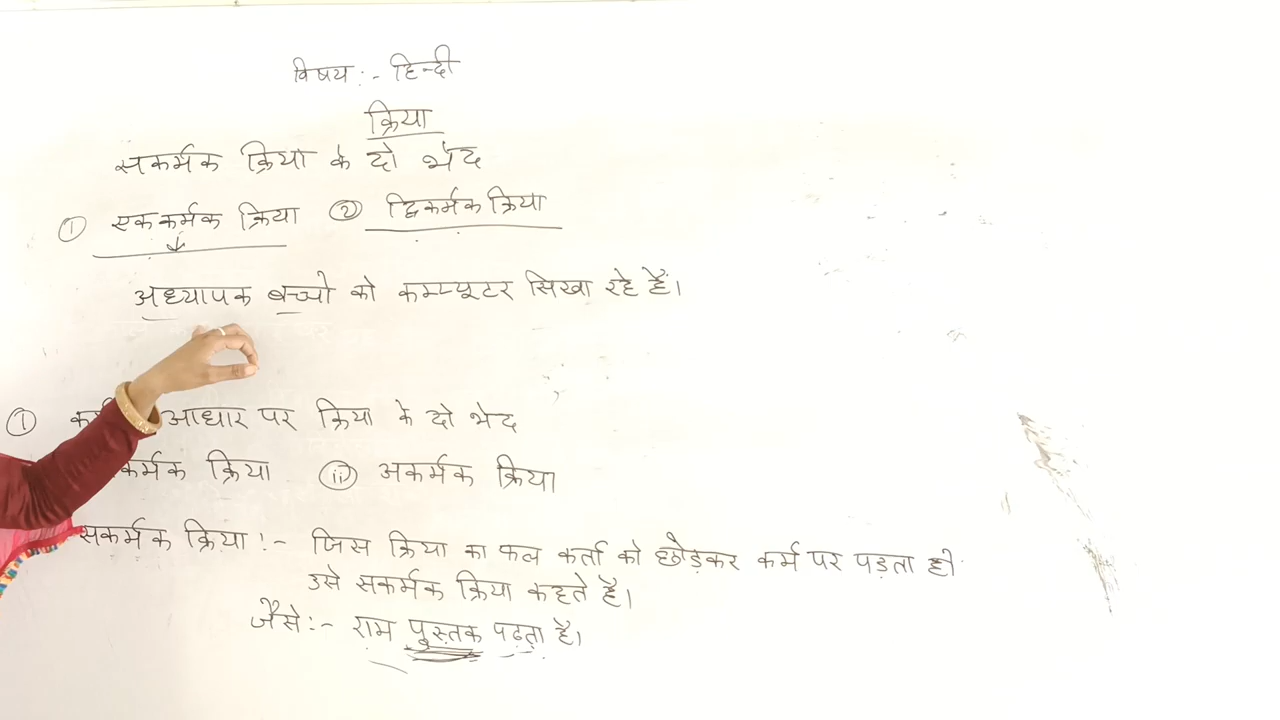 विषय :- हिन्दी
क्रिया
सकर्मक क्रिया के दो भेद
① एककर्मक क्रिया ② द्विकर्मक क्रिया
अध्यापक बच्चो को कम्प्यूटर सिखा रहे हैं।
① आधार पर क्रिया के दो भेद
कर्मक क्रिया (ii) अकर्मक क्रिया
सकर्मक क्रिया :- जिस क्रिया का फल कर्ता को छोड़कर कर्म पर पड़ता हो
उसे सकर्मक क्रिया कहते है।
जैसे :- राम पुस्तक पढ़ता है।